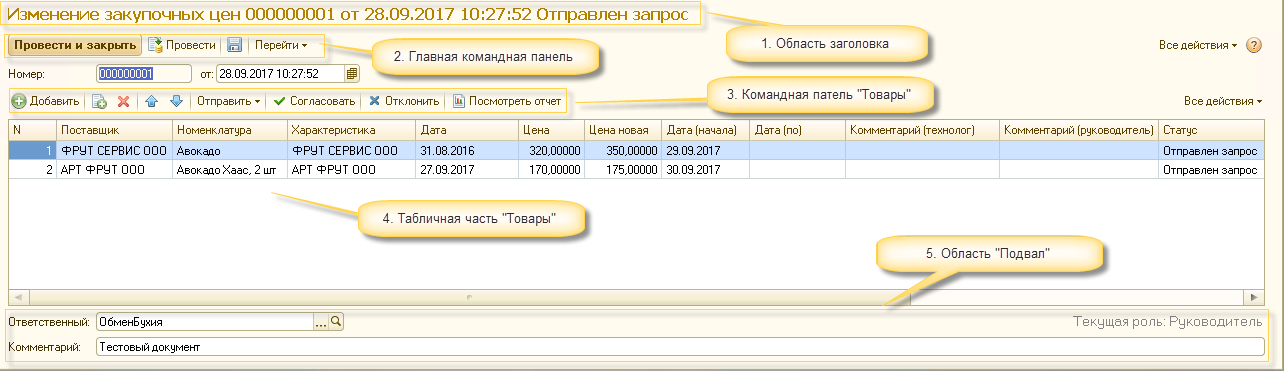 Изменение закупочных цен 000000001 от 28.09.2017 10:27:52 Отправлен запрос
1. Область заголовка
Провести и закрыть Провести Перейти
2. Главная командная панель
Все действия ?
Номер: 000000001 от: 28.09.2017 10:27:52
3. Командная патель "Товары"
Добавить Отправить Согласовать Отклонить Посмотреть отчет Все действия
N Поставщик Номенклатура Характеристика Дата Цена Цена новая Дата (начала) Дата (по) Комментарий (технолог) Комментарий (руководитель) Статус
1 ФРУТ СЕРВИС ООО Авокадо ФРУТ СЕРВИС ООО 31.08.2016 320,00000 350,00000 29.09.2017 Отправлен запрос
2 АРТ ФРУТ ООО Авокадо Хаас, 2 шт АРТ ФРУТ ООО 27.09.2017 170,00000 175,00000 30.09.2017 Отправлен запрос
4. Табличная часть "Товары"
5. Область "Подвал"
Ответственный: ОбменБухия ... Текущая роль: Руководитель
Комментарий: Тестовый документ